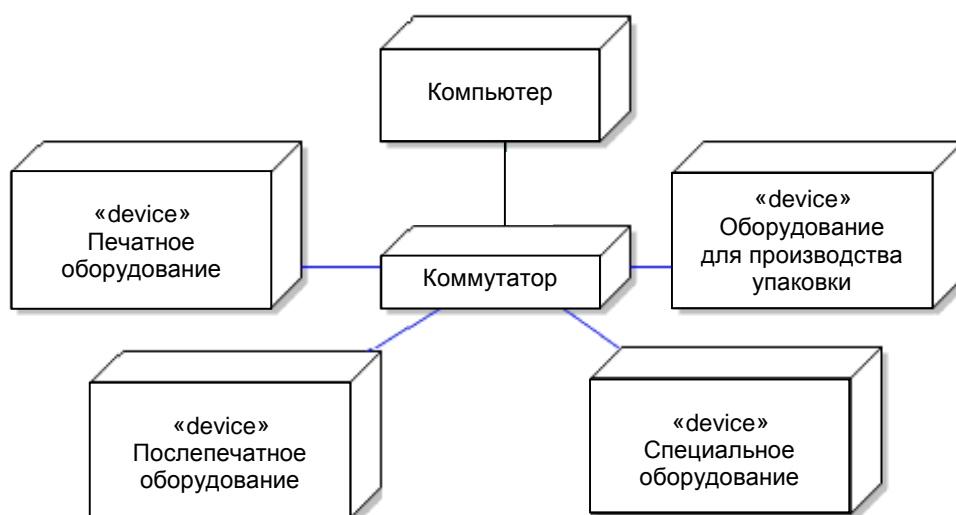 Компьютер
«device»
Печатное
оборудование
Коммутатор
«device»
Оборудование
для производства
упаковки
«device»
Послепечатное
оборудование
«device»
Специальное
оборудование